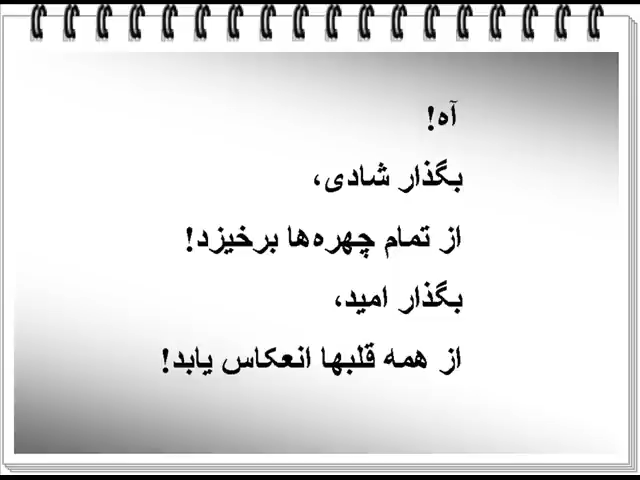 آه!
بگذار شادی،
از تمام چهره‌ها برخیزد!
بگذار امید،
از همه قلبها انعکاس یابد!